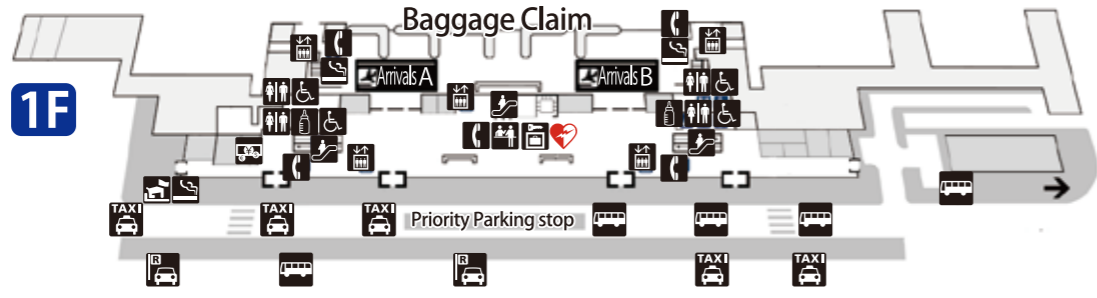 Baggage Claim
Arrivals A
Arrivals B
1F
TAXI
TAXI
TAXI
Priority Parking stop
R
R
TAXI
TAXI